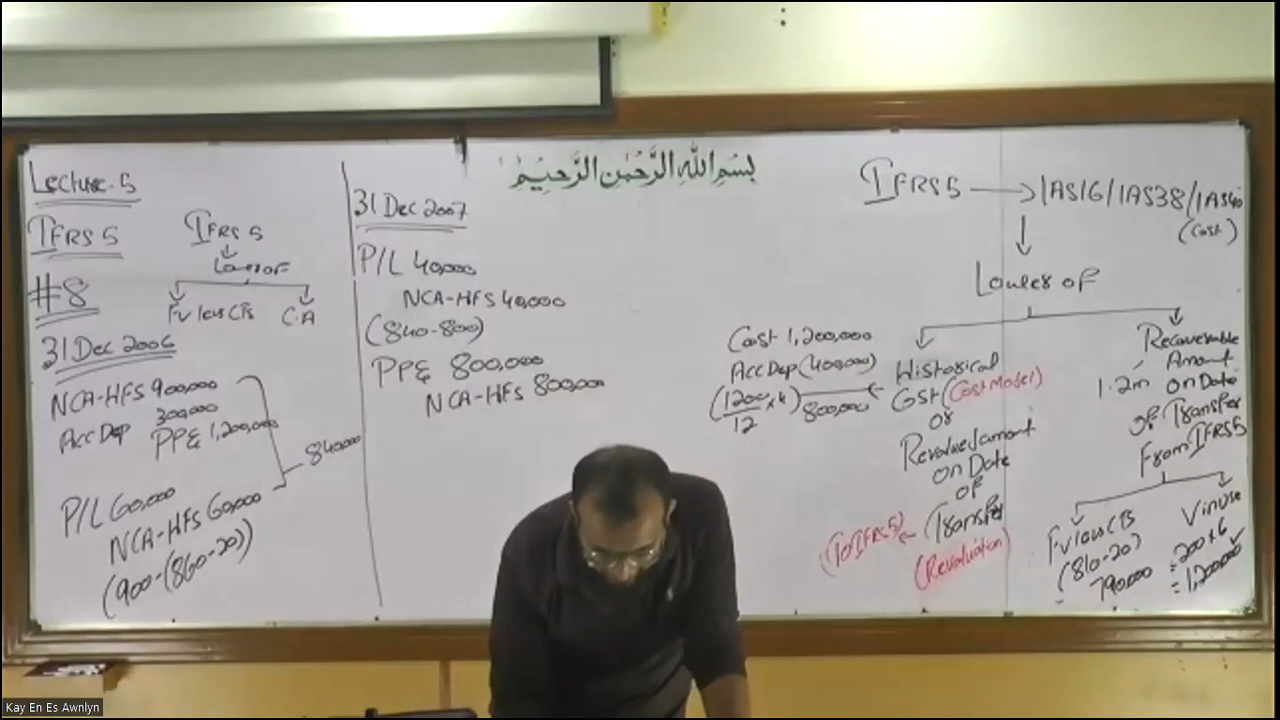 بِسْمِ اللهِ الرَّحْمٰنِ الرَّحِيْمِ
Lecture-5
IFRS 5
#8
IFRS 5
Lower of
FV less CTS
C.A
31 Dec 2006
NCA-HFS 900,000
Acc Dep 300,000
PPE 1,200,000
840,000
P/L 60,000
NCA-HFS 60,000
(900-(860-20))
31 Dec 2007
P/L 40,000
NCA-HFS 40,000
(840-800)
PPE 800,000
NCA-HFS 800,000
IFRS 5 → IAS16/IAS38/IAS40
(Cost)
Lower of
Cost 1,200,000
Acc Dep (400,000)
(1200/12 x 4) 800,000
Historical
Cost (Cost Model)
or
Revalued amount
on Date
of
Transfer
(To IFRS 5)
(Revaluation)
Recoverable
Amount
1.2m on Date
of Transfer
From IFRS 5
FV less CTS
(810-20)
790,000
V in use
= 200 x 6
= 1,200,000
Kay En Es Awnlyn